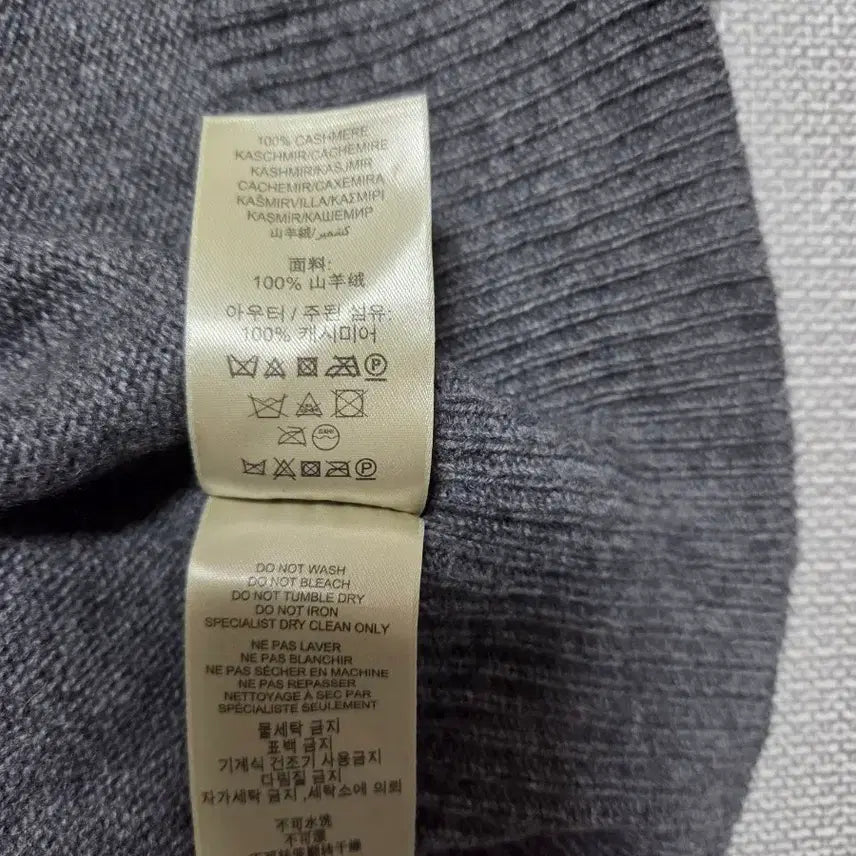 100% CASHMERE
KASCHMIR/CACHEMIRE
KASHMIR/KASJMIR
CACHEMIR/CAXEMIRA
KAŠMIRVILLA/ΚΑΣΜΙΡΙ
KAŞMİR/КАШЕМИР
山羊绒/كشمير
面料:
100% 山羊绒
아우터 / 주된 섬유:
100% 캐시미어
P
P
DO NOT WASH
DO NOT BLEACH
DO NOT TUMBLE DRY
DO NOT IRON
SPECIALIST DRY CLEAN ONLY
NE PAS LAVER
NE PAS BLANCHIR
NE PAS SÉCHER EN MACHINE
NE PAS REPASSER
NETTOYAGE A SEC PAR
SPÉCIALISTE SEULEMENT
물세탁 금지
표백 금지
기계식 건조기 사용금지
다림질 금지
자가세탁 금지 ,세탁소에 의뢰
不可水洗
不可漂